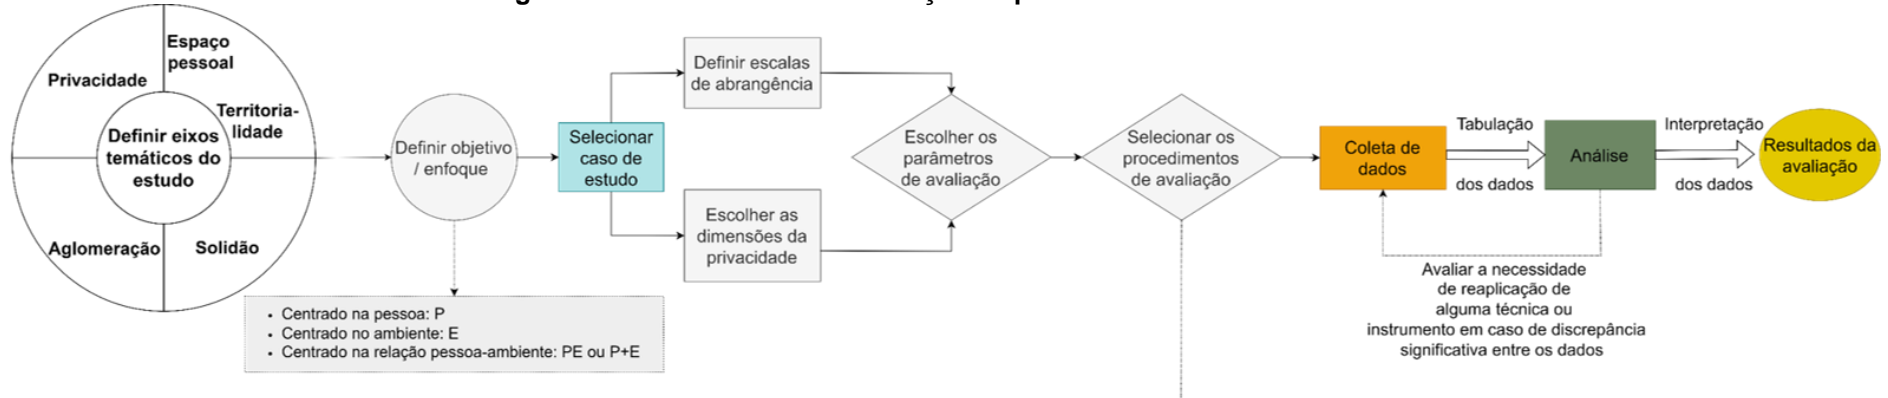 Espaço
pessoal
Privacidade
Territoria-
lidade
Definir eixos
temáticos do
estudo
Aglomeração
Solidão
Definir objetivo
/ enfoque
• Centrado na pessoa: P
• Centrado no ambiente: E
• Centrado na relação pessoa-ambiente: PE ou P+E
Selecionar
caso de
estudo
Definir escalas
de abrangência
Escolher as
dimensões da
privacidade
Escolher os
parâmetros
de avaliação
Selecionar os
procedimentos
de avaliação
Coleta de
dados
Tabulação
dos dados
Análise
Interpretação
dos dados
Resultados da
avaliação
Avaliar a necessidade
de reaplicação de
alguma técnica ou
instrumento em caso de discrepância
significativa entre os dados